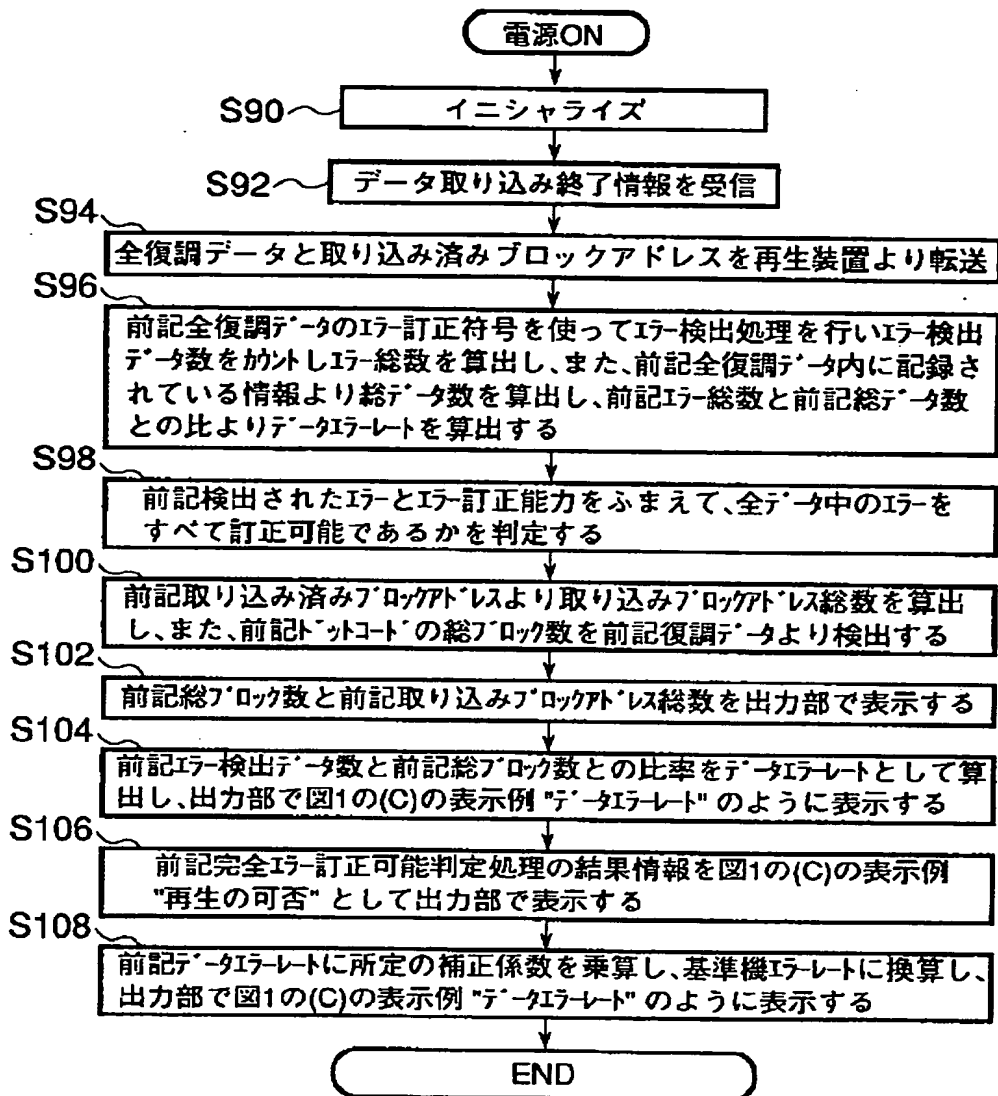 電源ON
S90
イニシャライズ
S92
データ取り込み終了情報を受信
S94
全復調データと取り込み済みブロックアドレスを再生装置より転送
S96
前記全復調ﾃﾞｰﾀのｴﾗｰ訂正符号を使ってｴﾗｰ検出処理を行いｴﾗｰ検出
ﾃﾞｰﾀ数をｶｳﾝﾄしｴﾗｰ総数を算出し、また、前記全復調ﾃﾞｰﾀ内に記録さ
れている情報より総ﾃﾞｰﾀ数を算出し、前記ｴﾗｰ総数と前記総ﾃﾞｰﾀ数
との比よりﾃﾞｰﾀｴﾗｰﾚｰﾄを算出する
S98
前記検出されたｴﾗｰとｴﾗｰ訂正能力をふまえて、全ﾃﾞｰﾀ中のｴﾗｰを
すべて訂正可能であるかを判定する
S100
前記取り込み済みﾌﾞﾛｯｸｱﾄﾞﾚｽより取り込みﾌﾞﾛｯｸｱﾄﾞﾚｽ総数を算出
し、また、前記ﾄﾞｯﾄｺｰﾄﾞの総ﾌﾞﾛｯｸ数を前記復調ﾃﾞｰﾀより検出する
S102
前記総ﾌﾞﾛｯｸ数と前記取り込みﾌﾞﾛｯｸｱﾄﾞﾚｽ総数を出力部で表示する
S104
前記ｴﾗｰ検出ﾃﾞｰﾀ数と前記総ﾌﾞﾛｯｸ数との比率をﾃﾞｰﾀｴﾗｰﾚｰﾄとして算
出し、出力部で図1の(C)の表示例"ﾃﾞｰﾀｴﾗｰﾚｰﾄ"のように表示する
S106
前記完全ｴﾗｰ訂正可能判定処理の結果情報を図1の(C)の表示例
"再生の可否"として出力部で表示する
S108
前記ﾃﾞｰﾀｴﾗｰﾚｰﾄに所定の補正係数を乗算し、基準機ｴﾗｰﾚｰﾄに換算し、
出力部で図1の(C)の表示例"ﾃﾞｰﾀｴﾗｰﾚｰﾄ"のように表示する
END